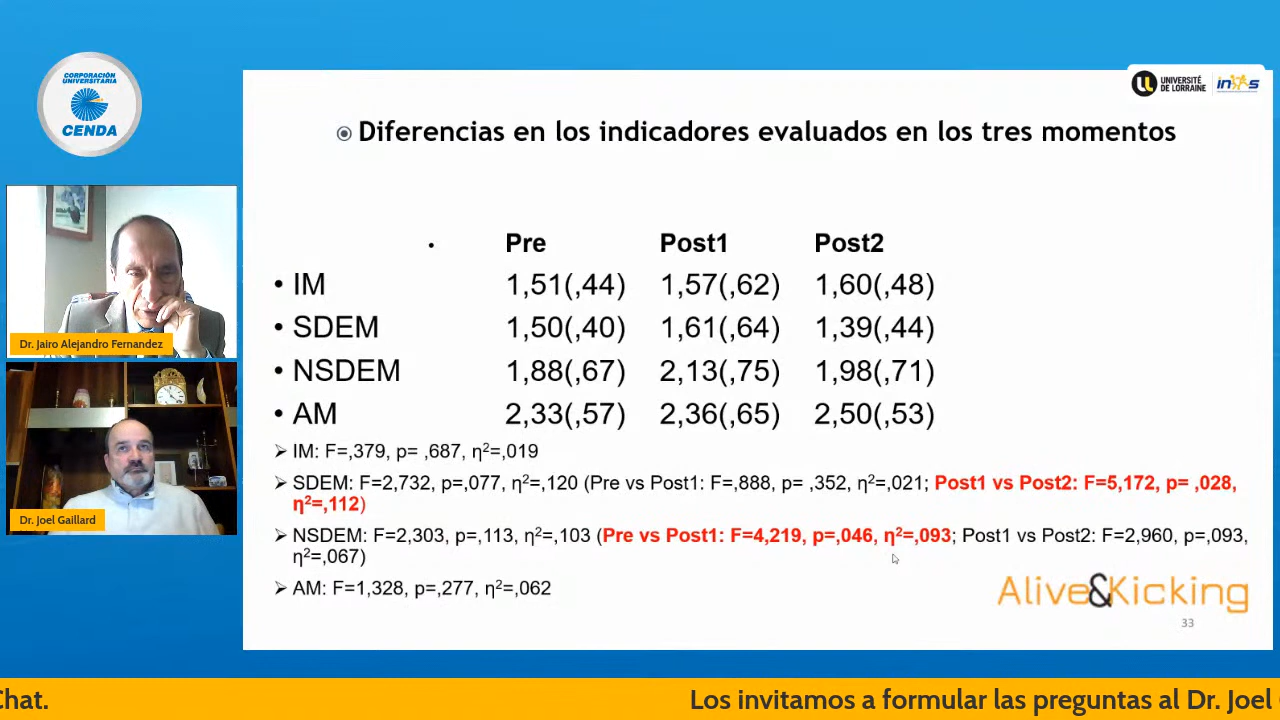 CORPORACIÓN
UNIVERSITARIA
CENDA
UNIVERSITÉ
DE LORRAINE
Diferencias en los indicadores evaluados en los tres momentos
Pre Post1 Post2
• IM 1,51(,44) 1,57(,62) 1,60(,48)
• SDEM 1,50(,40) 1,61(,64) 1,39(,44)
• NSDEM 1,88(,67) 2,13(,75) 1,98(,71)
• AM 2,33(,57) 2,36(,65) 2,50(,53)
➢ IM: F=,379, p= ,687, η²=,019
➢ SDEM: F=2,732, p=,077, η²=,120 (Pre vs Post1: F=,888, p= ,352, η²=,021; Post1 vs Post2: F=5,172, p= ,028,
η²=,112)
➢ NSDEM: F=2,303, p=,113, η²=,103 (Pre vs Post1: F=4,219, p=,046, η²=,093; Post1 vs Post2: F=2,960, p=,093,
η²=,067)
➢ AM: F=1,328, p=,277, η²=,062
Alive&Kicking
33
Dr. Jairo Alejandro Fernandez
Dr. Joel Gaillard
Chat.
Los invitamos a formular las preguntas al Dr. Joel